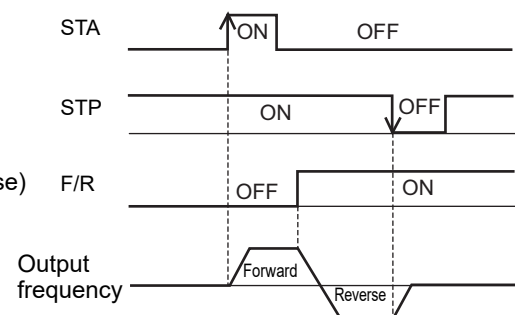 STA ON OFF
STP ON OFF
se) F/R OFF ON
Output
frequency
Forward
Reverse